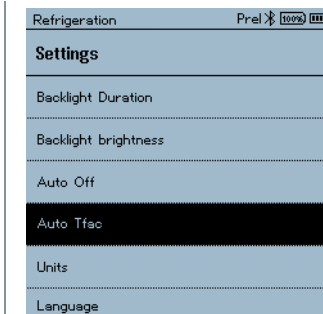 Refrigeration Prel 100%
Settings
Backlight Duration
Backlight brightness
Auto Off
Auto Tfac
Units
Language